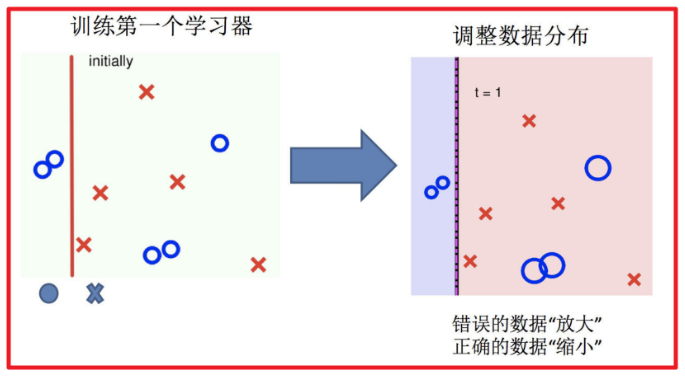 训练第一个学习器
调整数据分布
initially
t = 1
错误的数据“放大”
正确的数据“缩小”